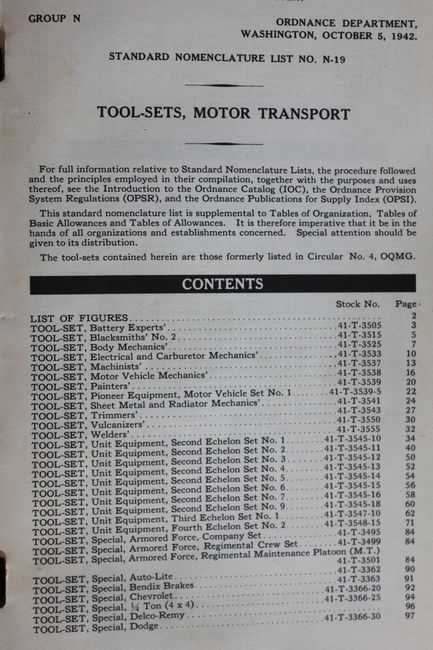 GROUP N
ORDNANCE DEPARTMENT,
WASHINGTON, OCTOBER 5, 1942.
STANDARD NOMENCLATURE LIST NO. N-19
TOOL-SETS, MOTOR TRANSPORT
For full information relative to Standard Nomenclature Lists, the procedure followed
and the principles employed in their compilation, together with the purposes and uses
thereof, see the Introduction to the Ordnance Catalog (IOC), the Ordnance Provision
System Regulations (OPSR), and the Ordnance Publications for Supply Index (OPSI).
This standard nomenclature list is supplemental to Tables of Organization, Tables of
Basic Allowances and Tables of Allowances. It is therefore imperative that it be in the
hands of all organizations and establishments concerned. Special attention should be
given to its distribution.
The tool-sets contained herein are those formerly listed in Circular No. 4, OQMG.
CONTENTS
Stock No. Page
LIST OF FIGURES 2
TOOL-SET, Battery Experts' 41-T-3505 3
TOOL-SET, Blacksmiths' No. 2 41-T-3515 5
TOOL-SET, Body Mechanics' 41-T-3525 7
TOOL-SET, Electrical and Carburetor Mechanics' 41-T-3533 10
TOOL-SET, Machinists' 41-T-3537 13
TOOL-SET, Motor Vehicle Mechanics' 41-T-3538 16
TOOL-SET, Painters' 41-T-3539 20
TOOL-SET, Pioneer Equipment, Motor Vehicle Set No. 1 41-T-3539-5 22
TOOL-SET, Sheet Metal and Radiator Mechanics' 41-T-3541 24
TOOL-SET, Trimmers' 41-T-3543 27
TOOL-SET, Vulcanizers' 41-T-3550 30
TOOL-SET, Welders' 41-T-3555 32
TOOL-SET, Unit Equipment, Second Echelon Set No. 1 41-T-3545-10 34
TOOL-SET, Unit Equipment, Second Echelon Set No. 2 41-T-3545-11 40
TOOL-SET, Unit Equipment, Second Echelon Set No. 3 41-T-3545-12 50
TOOL-SET, Unit Equipment, Second Echelon Set No. 4 41-T-3545-13 52
TOOL-SET, Unit Equipment, Second Echelon Set No. 5 41-T-3545-14 54
TOOL-SET, Unit Equipment, Second Echelon Set No. 6 41-T-3545-15 56
TOOL-SET, Unit Equipment, Second Echelon Set No. 7 41-T-3545-16 58
TOOL-SET, Unit Equipment, Second Echelon Set No. 9 41-T-3545-18 60
TOOL-SET, Unit Equipment, Third Echelon Set No. 1 41-T-3547-10 62
TOOL-SET, Unit Equipment, Fourth Echelon Set No. 2 41-T-3548-15 71
TOOL-SET, Special, Armored Force, Company Set 41-T-3495 84
TOOL-SET, Special, Armored Force, Regimental Crew Set 41-T-3499 84
TOOL-SET, Special, Armored Force, Regimental Maintenance Platoon (M.T.)
41-T-3501 84
TOOL-SET, Special, Auto-Lite 41-T-3362 90
TOOL-SET, Special, Bendix Brakes 41-T-3363 91
TOOL-SET, Special, Chevrolet 41-T-3366-20 92
TOOL-SET, Special, ¼ Ton (4 x 4) 41-T-3366-25 94
TOOL-SET, Special, Delco-Remy 96
TOOL-SET, Special, Dodge 41-T-3366-30 97